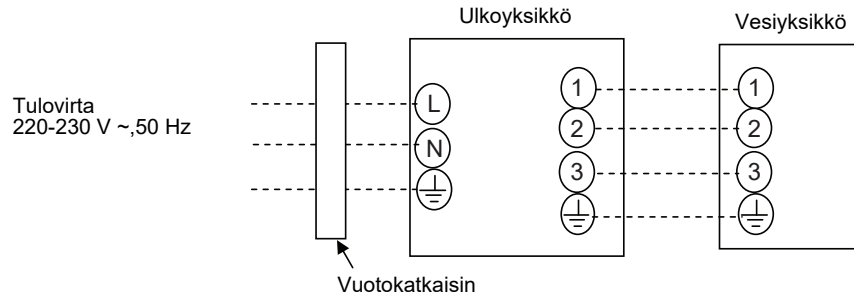 Ulkoyksikkö
Vesiyksikkö
Tulovirta
220-230 V ~,50 Hz
L
N
1
2
3
1
2
3
Vuotokatkaisin